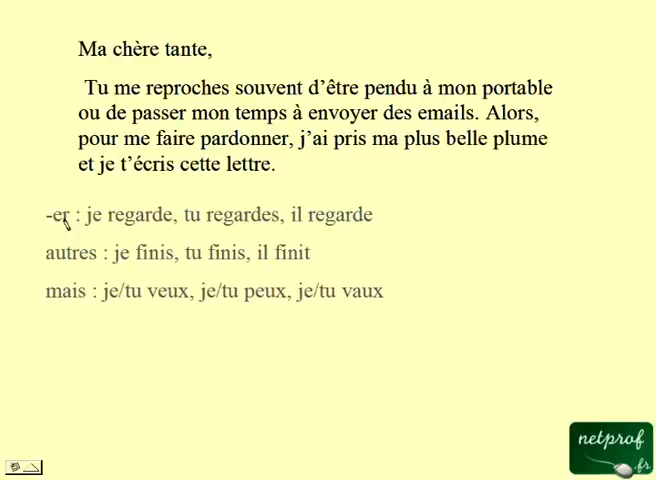 Ma chère tante,
Tu me reproches souvent d'être pendu à mon portable
ou de passer mon temps à envoyer des emails. Alors,
pour me faire pardonner, j'ai pris ma plus belle plume
et je t'écris cette lettre.
-er : je regarde, tu regardes, il regarde
autres : je finis, tu finis, il finit
mais : je/tu veux, je/tu peux, je/tu vaux
netprof
.fr